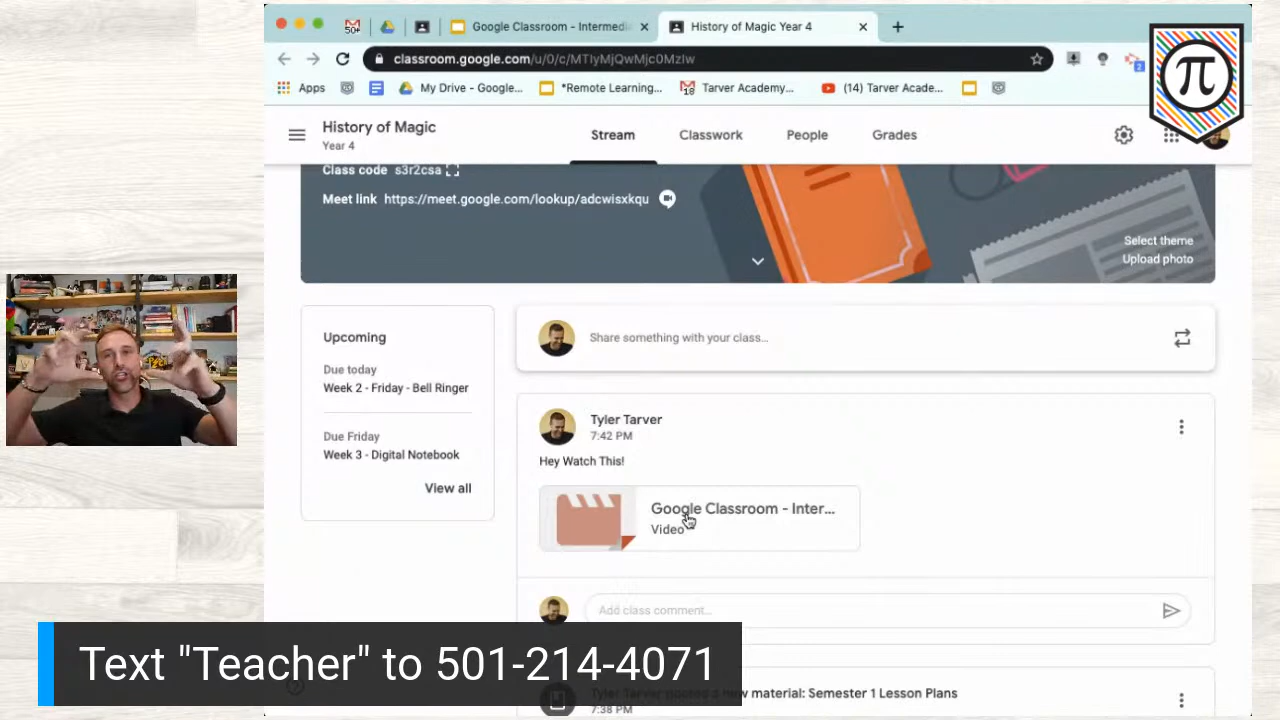 50+
Google Classroom - Intermedi
History of Magic Year 4
classroom.google.com/u/0/c/MTIyMjQwMjc0MzIw
2
Apps
My Drive - Google...
*Remote Learning...
18
Tarver Academy...
(14) Tarver Acade...
π
History of Magic
Year 4
Stream
Classwork
People
Grades
Class code s3r2csa
Meet link https://meet.google.com/lookup/adcwisxkqu
Select theme
Upload photo
Upcoming
Due today
Week 2 - Friday - Bell Ringer
Due Friday
Week 3 - Digital Notebook
View all
Share something with your class...
Tyler Tarver
7:42 PM
Hey Watch This!
Google Classroom - Inter...
Video
Add class comment...
Text "Teacher" to 501-214-4071
Tyler Tarver posted a new material: Semester 1 Lesson Plans
7:38 PM